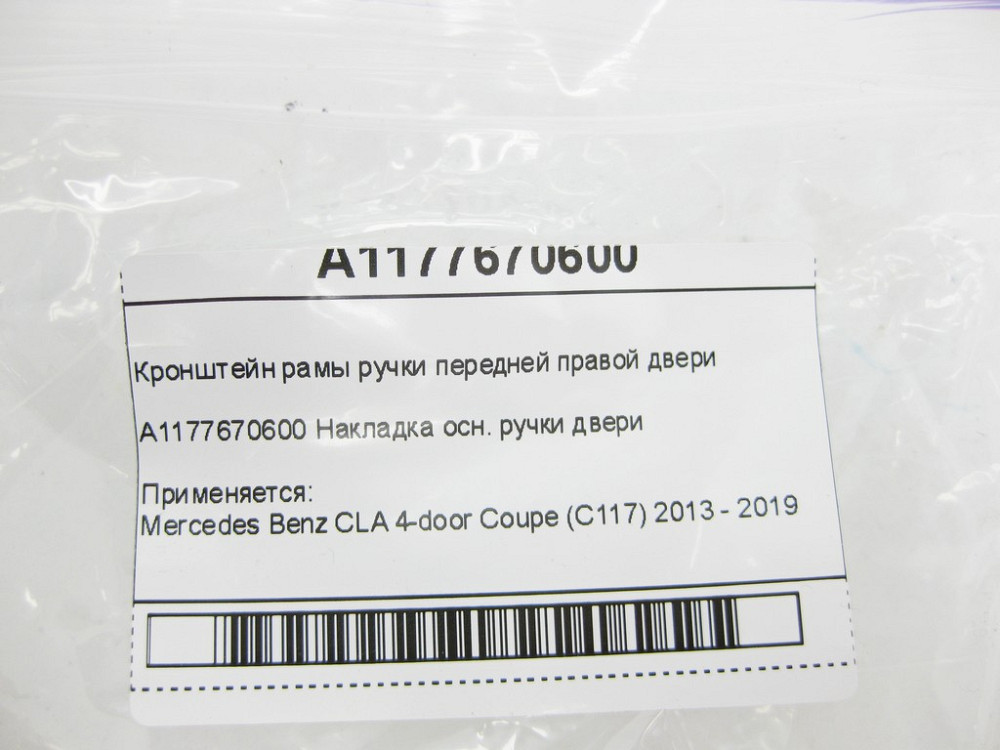 A1177670600
Кронштейн рамы ручки передней правой двери
A1177670600 Накладка осн. ручки двери
Применяется:
Mercedes Benz CLA 4-door Coupe (C117) 2013 - 2019